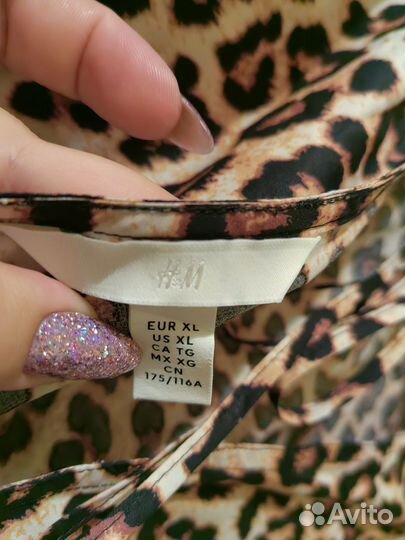 H&M
EUR XL
US XL
CA TG
MX XG
CN
175/116A
Avito